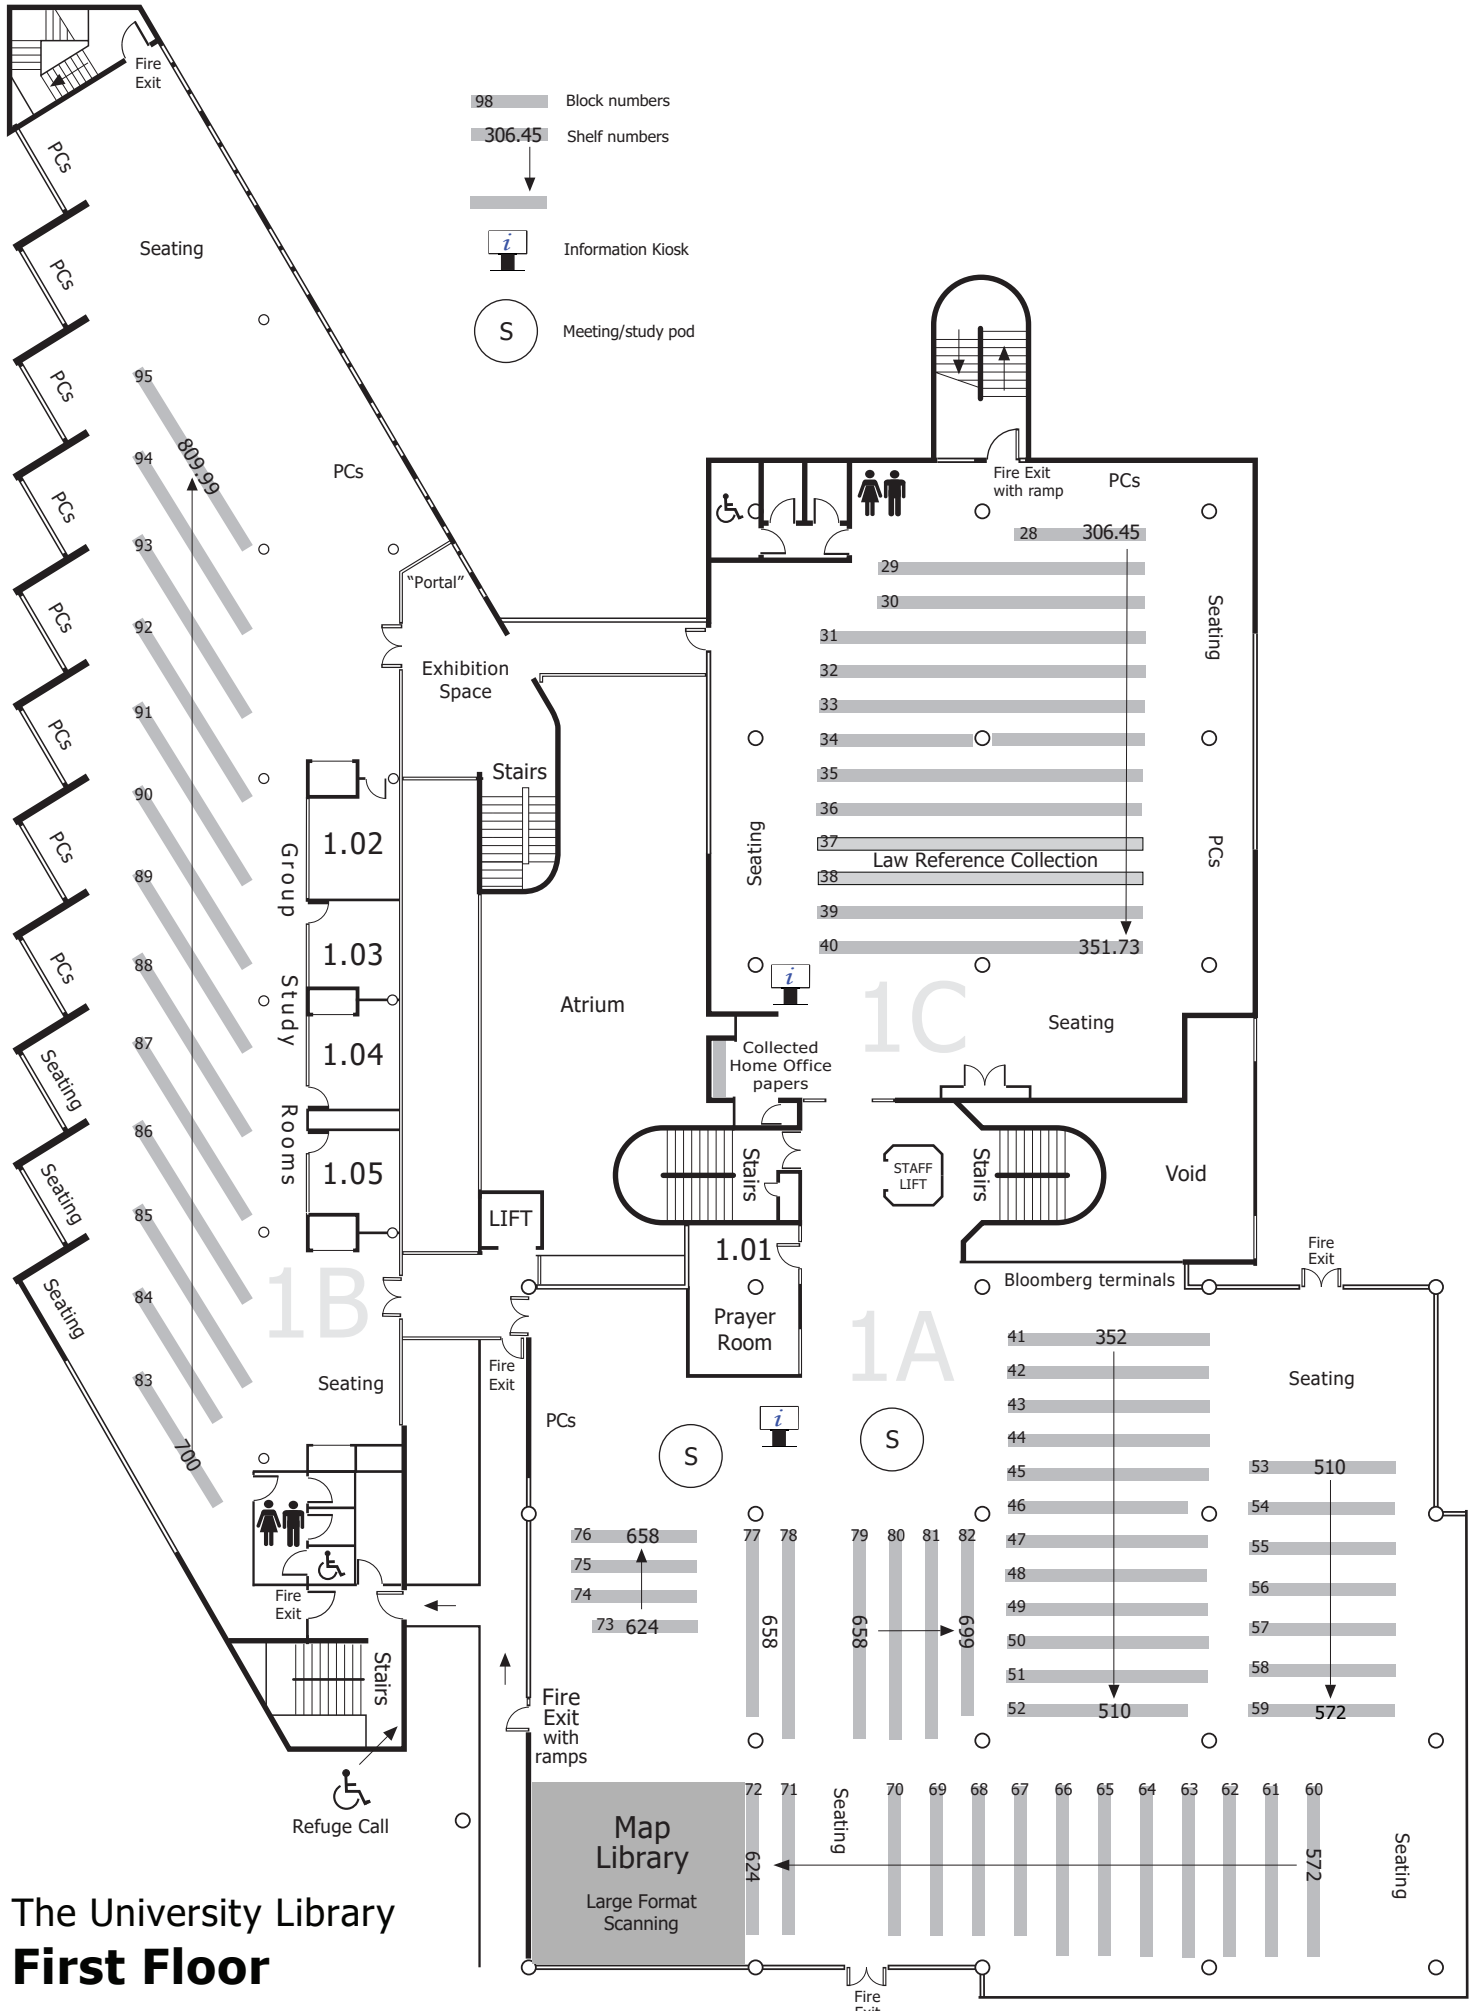 Fire
Exit
98
Block numbers
306.45
Shelf numbers
i
Information Kiosk
S
Meeting/study pod
PCs
PCs
PCs
PCs
PCs
PCs
PCs
PCs
Seating
Seating
Seating
Seating
PCs
95
809.99
94
93
92
91
90
89
88
87
86
85
84
83
700
"Portal"
Exhibition
Space
Stairs
Group Study Rooms
1.02
1.03
1.04
1.05
1B
Seating
Atrium
LIFT
Fire
Exit
Fire
Exit
Stairs
Refuge Call
Fire Exit
with ramp
PCs
28
306.45
29
30
31
32
33
34
35
36
37
Law Reference Collection
38
39
40
351.73
Seating
Seating
PCs
i
1C
Seating
Collected
Home Office
papers
Stairs
STAFF
LIFT
Stairs
Void
1.01
Prayer
Room
Bloomberg terminals
Fire
Exit
1A
PCs
S
i
S
41
352
42
43
44
45
46
47
48
49
50
51
52
510
Seating
53
510
54
55
56
57
58
59
572
76
658
75
74
73
624
77
78
658
79
80
81
82
658
699
Fire
Exit
with
ramps
Map
Library
Large Format
Scanning
72
71
624
Seating
70
69
68
67
66
65
64
63
62
61
60
572
Seating
Fire
Exit
The University Library
First Floor